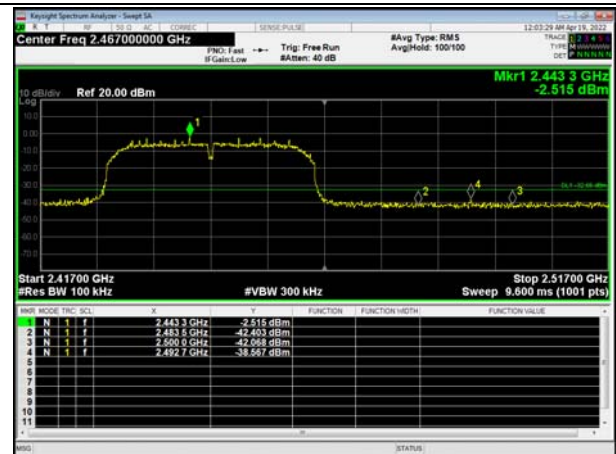 Keysight Spectrum Analyzer - Swept SA
R T RF 50 Ω AC CORREC SENSE:PULSE 12:03:29 AM Apr 19, 2022
Center Freq 2.467000000 GHz #Avg Type: RMS TRACE 1 2 3 4 5 6
PNO: Fast Trig: Free Run Avg|Hold: 100/100 TYPE M WWWWW
IFGain:Low #Atten: 40 dB DET P NNNNN
Mkr1 2.443 3 GHz
10 dB/div Ref 20.00 dBm -2.515 dBm
Log
10.0
0.00
1
-10.0
-20.0
-30.0
2 4 3
-40.0
-50.0
-60.0
-70.0
Start 2.41700 GHz Stop 2.51700 GHz
#Res BW 100 kHz #VBW 300 kHz Sweep 9.600 ms (1001 pts)
MKR MODE TRC SCL X Y FUNCTION FUNCTION WIDTH FUNCTION VALUE
1 N 1 f 2.443 3 GHz -2.515 dBm
2 N 1 f 2.483 5 GHz -42.403 dBm
3 N 1 f 2.500 0 GHz -42.068 dBm
4 N 1 f 2.492 7 GHz -38.567 dBm
5
6
7
8
9
10
11
MSG STATUS